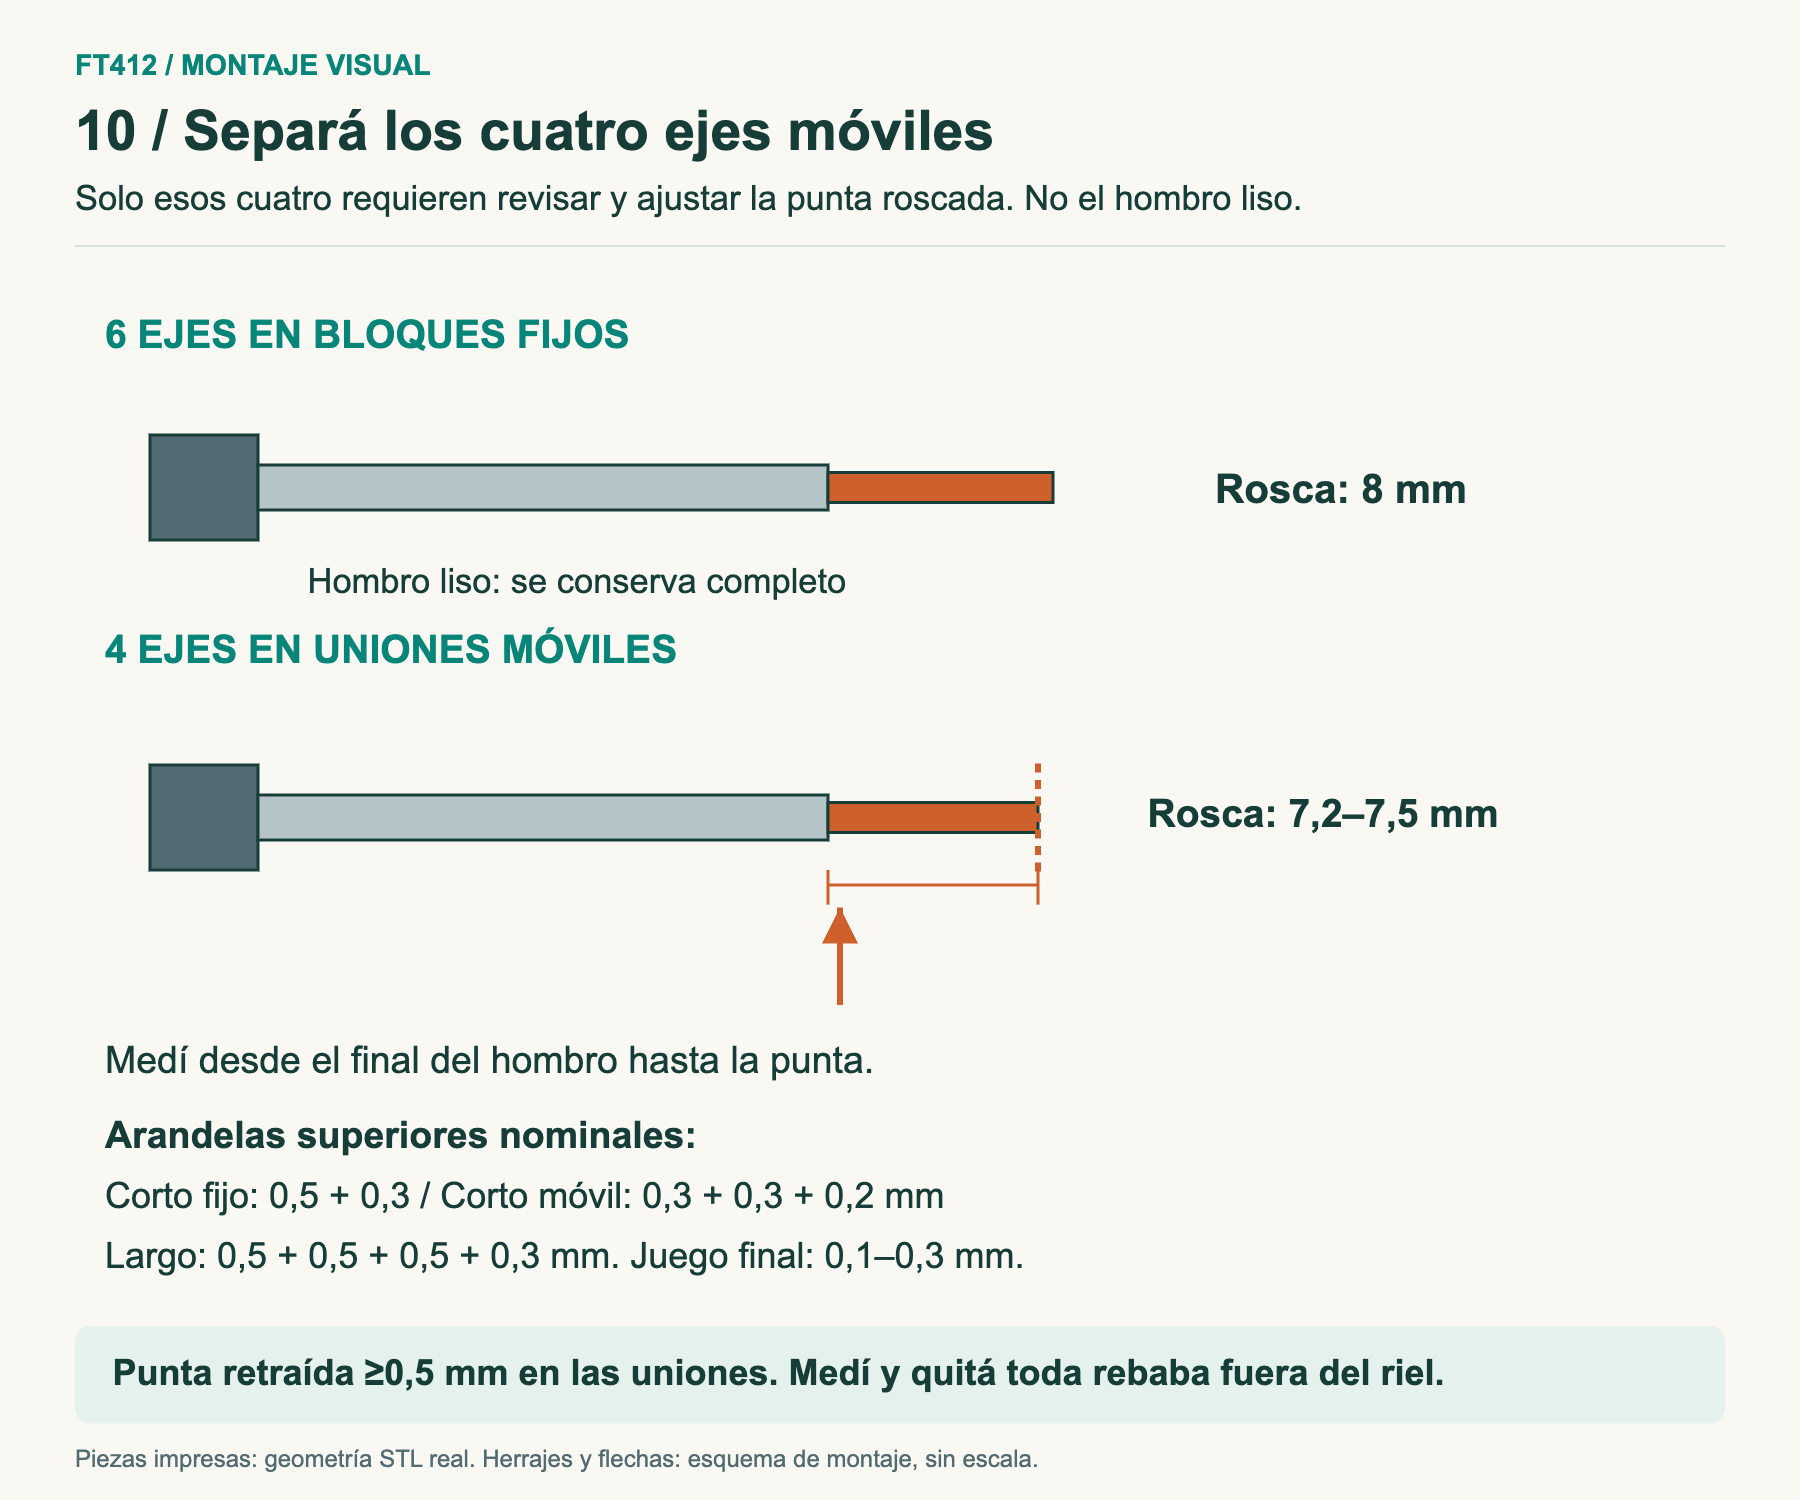 FT412 / MONTAJE VISUAL
10 / Separá los cuatro ejes móviles
Solo esos cuatro requieren revisar y ajustar la punta roscada. No el hombro liso.
6 EJES EN BLOQUES FIJOS
Rosca: 8 mm
Hombro liso: se conserva completo
4 EJES EN UNIONES MÓVILES
Rosca: 7,2–7,5 mm
Medí desde el final del hombro hasta la punta.
Arandelas superiores nominales:
Corto fijo: 0,5 + 0,3 / Corto móvil: 0,3 + 0,3 + 0,2 mm
Largo: 0,5 + 0,5 + 0,5 + 0,3 mm. Juego final: 0,1–0,3 mm.
Punta retraída ≥0,5 mm en las uniones. Medí y quitá toda rebaba fuera del riel.
Piezas impresas: geometría STL real. Herrajes y flechas: esquema de montaje, sin escala.